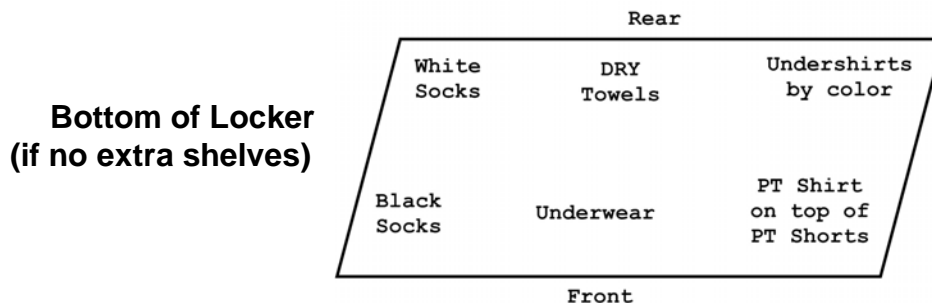 Rear
White
Socks
DRY
Towels
Undershirts
by color
Bottom of Locker
(if no extra shelves)
Black
Socks
Underwear
PT Shirt
on top of
PT Shorts
Front